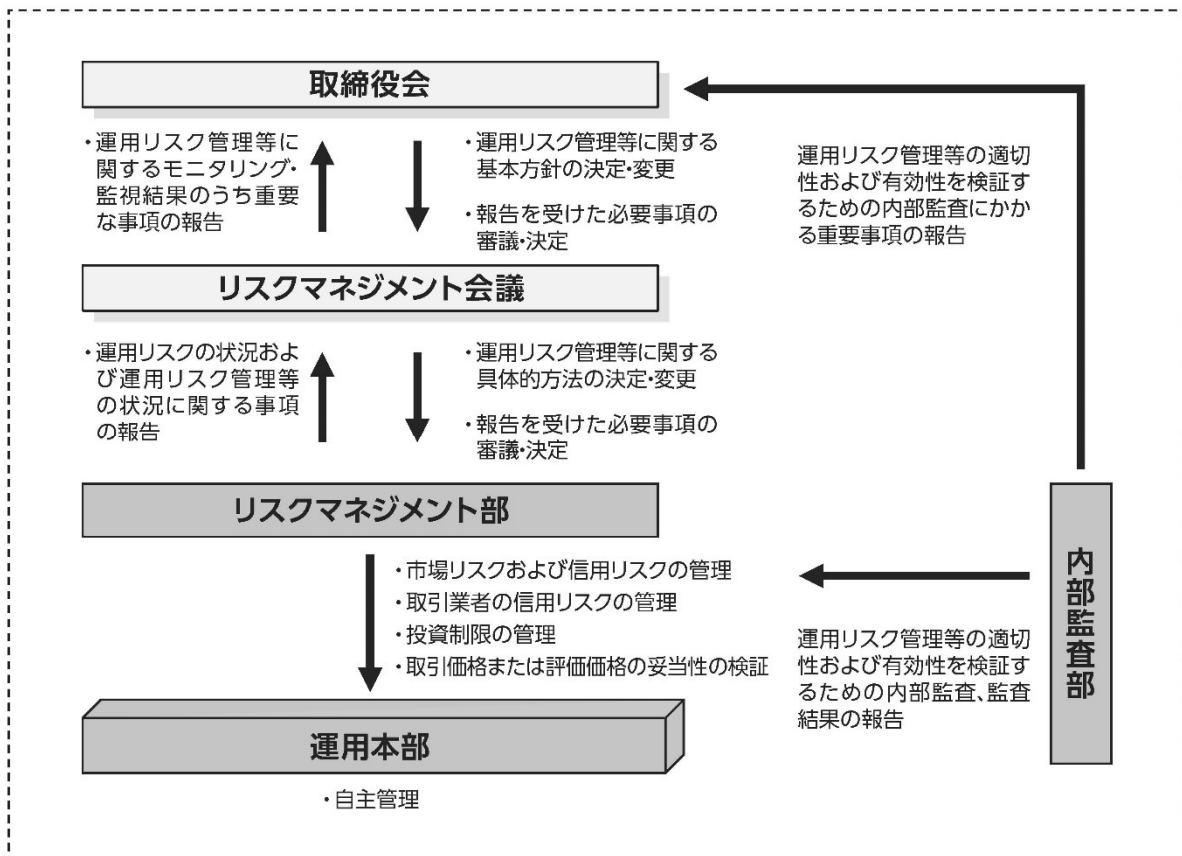 取締役会
・運用リスク管理等に
関するモニタリング・
監視結果のうち重要
な事項の報告
・運用リスク管理等に関する
基本方針の決定・変更
・報告を受けた必要事項の
審議・決定
運用リスク管理等の適切
性および有効性を検証す
るための内部監査にかか
る重要事項の報告
リスクマネジメント会議
・運用リスクの状況およ
び運用リスク管理等
の状況に関する事項
の報告
・運用リスク管理等に関する
具体的方法の決定・変更
・報告を受けた必要事項の
審議・決定
リスクマネジメント部
・市場リスクおよび信用リスクの管理
・取引業者の信用リスクの管理
・投資制限の管理
・取引価格または評価価格の妥当性の検証
運用リスク管理等の適切
性および有効性を検証す
るための内部監査、監査
結果の報告
内部監査部
運用本部
・自主管理